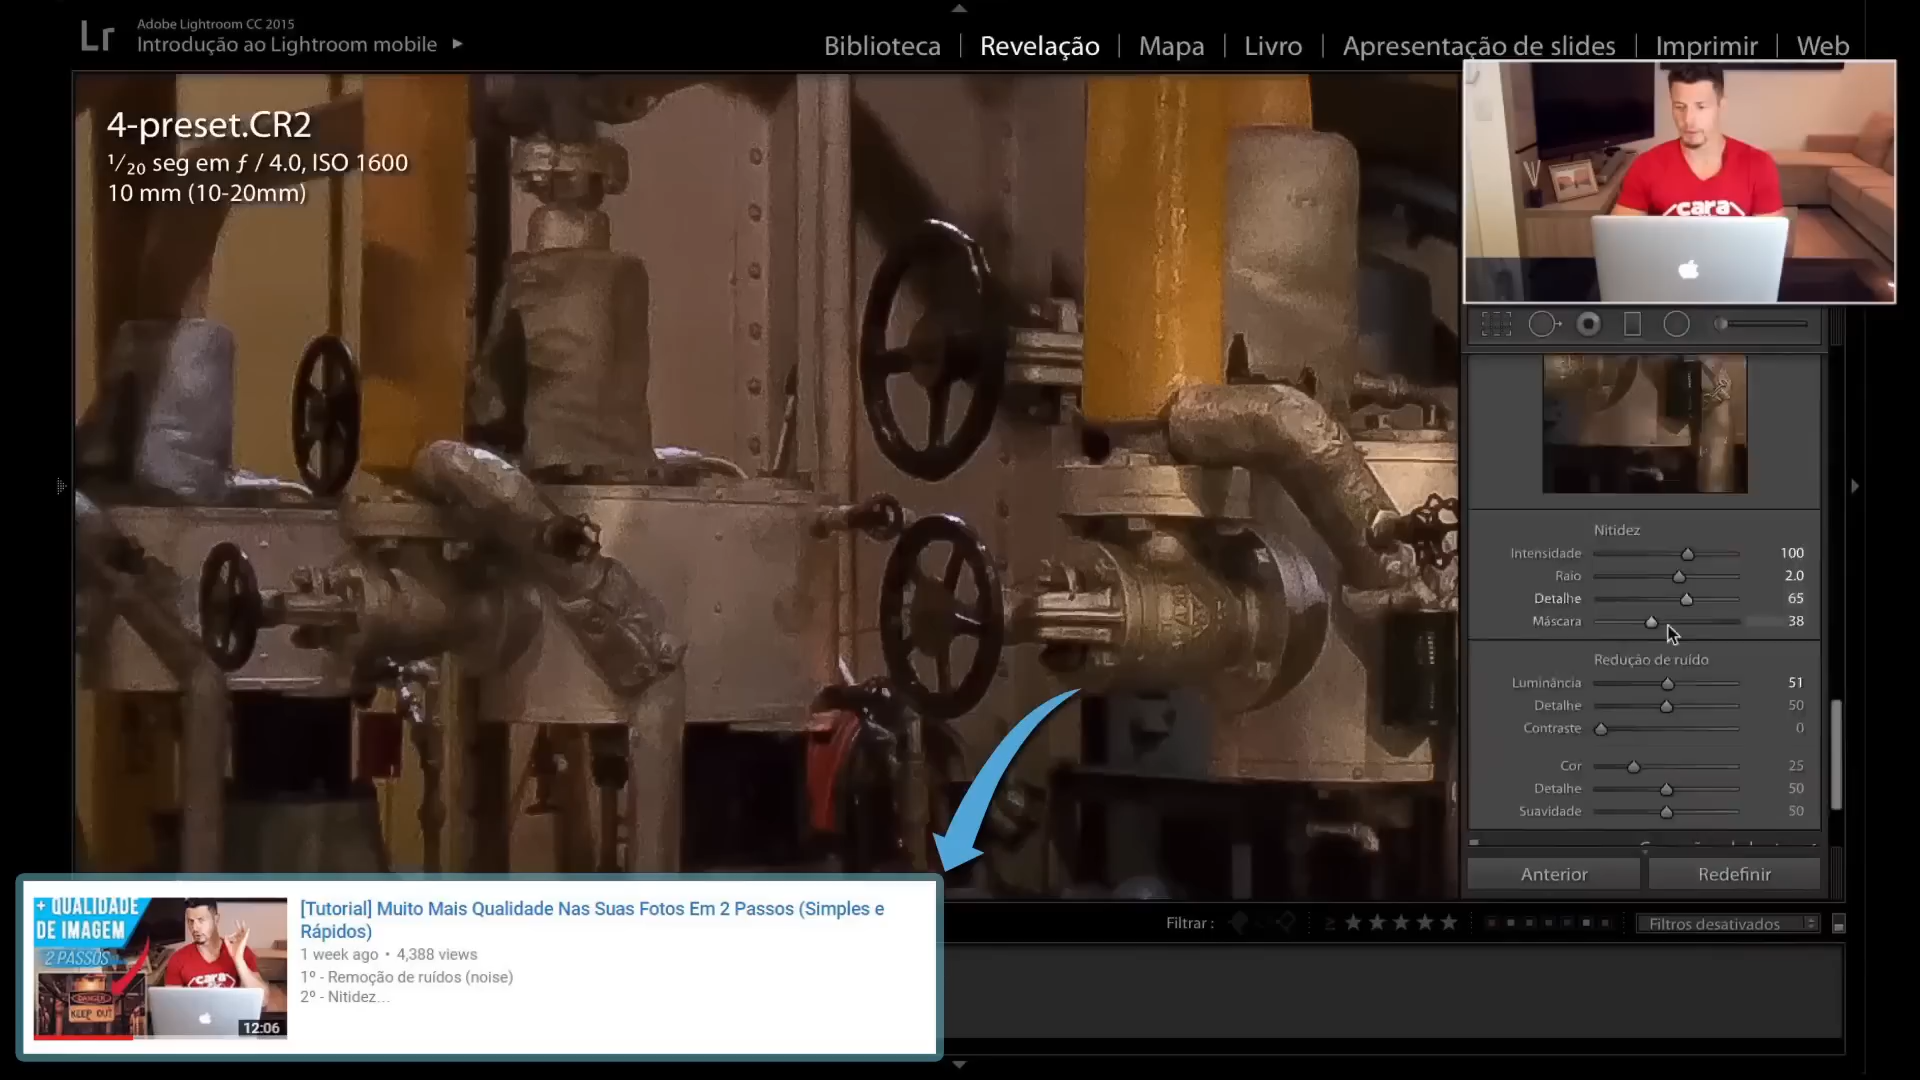 Lr
Adobe Lightroom CC 2015
Introdução ao Lightroom mobile
Biblioteca | Revelação | Mapa | Livro | Apresentação de slides | Imprimir | Web
4-preset.CR2
1/20 seg em ƒ / 4.0, ISO 1600
10 mm (10-20mm)
cara
Nitidez
Intensidade 100
Raio 2.0
Detalhe 65
Máscara 38
Redução de ruído
Luminância 51
Detalhe 50
Contraste 0
Cor 25
Detalhe 50
Suavidade 50
Anterior
Redefinir
Filtrar :
Filtros desativados
+ QUALIDADE
DE IMAGEM
2 PASSOS
cara
DANGER
KEEP OUT
12:06
[Tutorial] Muito Mais Qualidade Nas Suas Fotos Em 2 Passos (Simples e
Rápidos)
1 week ago • 4,388 views
1º - Remoção de ruídos (noise)
2º - Nitidez...